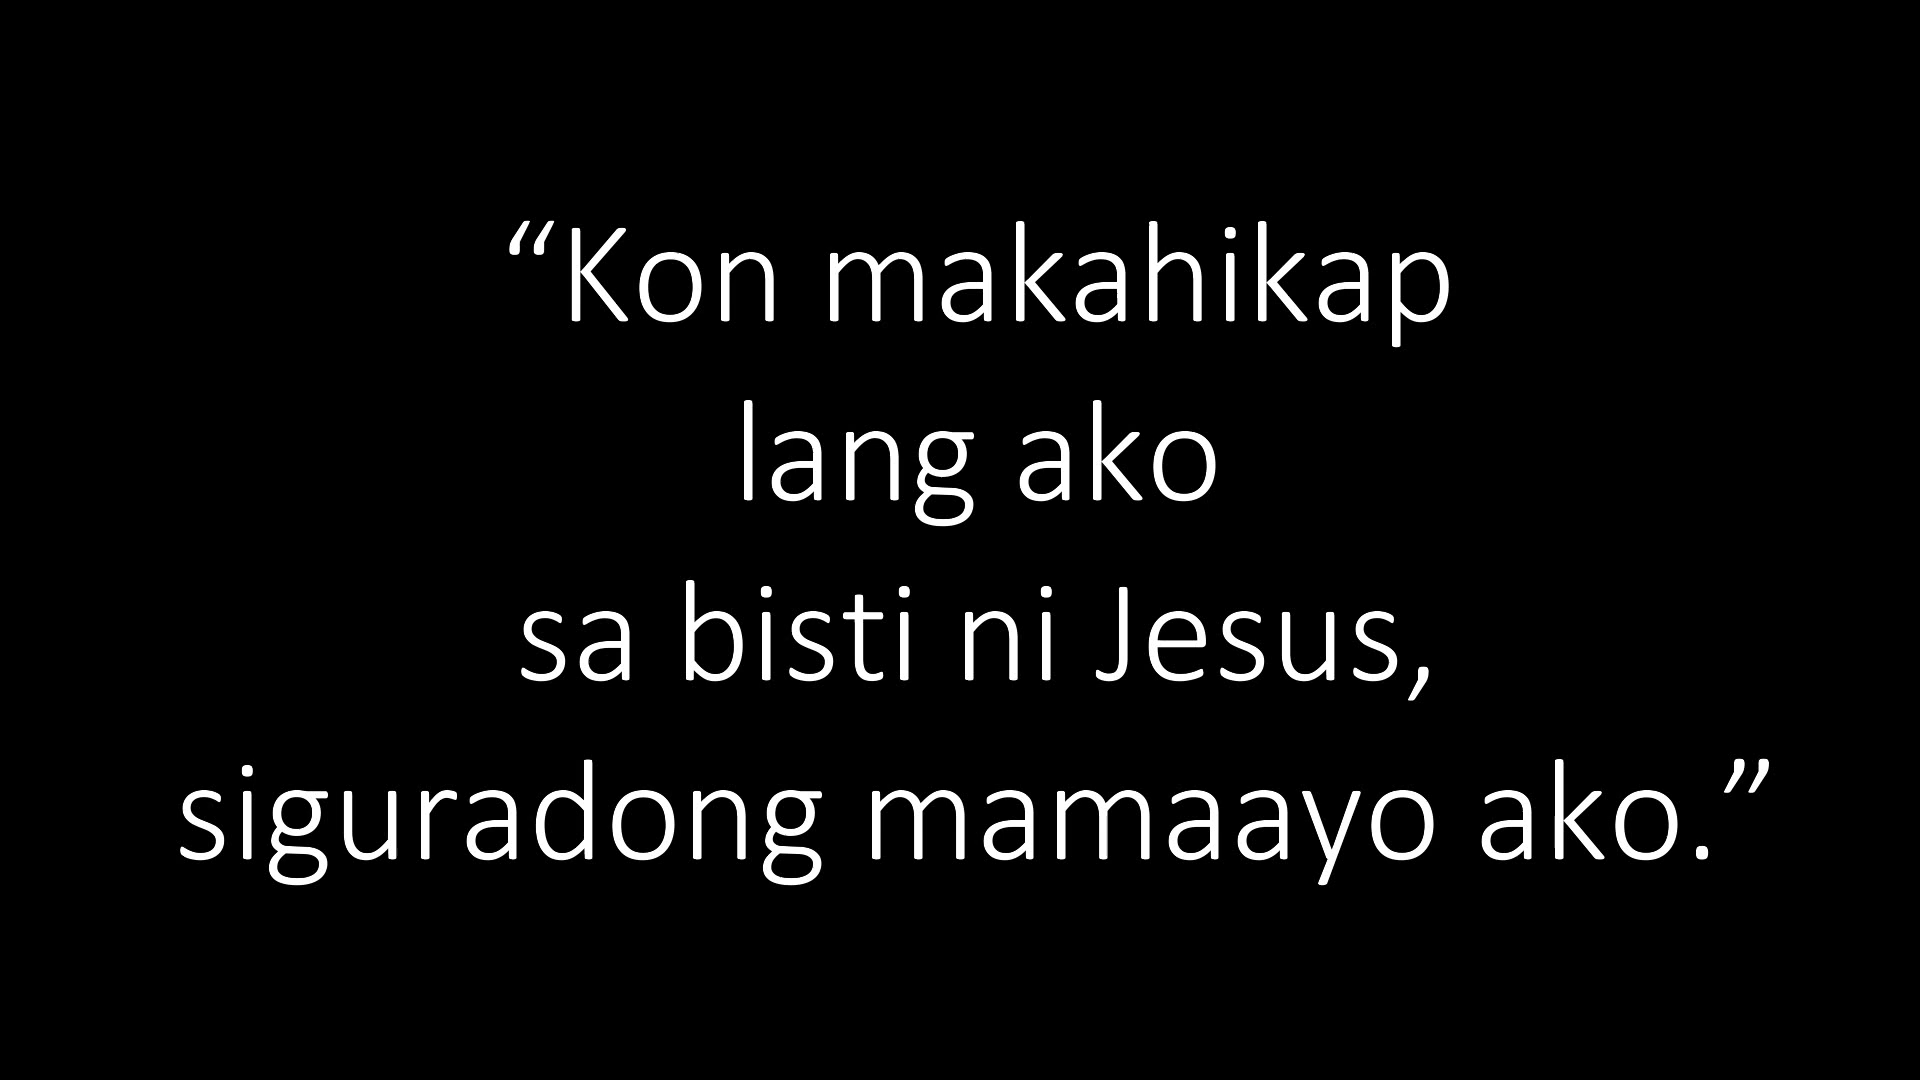 “Kon makahikap
lang ako
sa bisti ni Jesus,
siguradong mamaayo ako.”